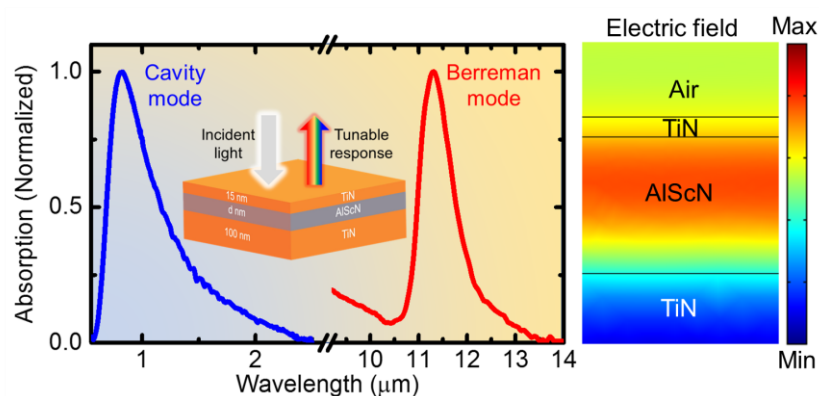 Absorption (Normalized)
1.0
0.5
0.0
Cavity
mode
Berreman
mode
Incident
light
Tunable
response
15 nm
TiN
d nm
AlScN
100 nm
TiN
1
2
10
11
12
13
14
Wavelength (μm)
Electric field
Air
TiN
AlScN
TiN
Max
Min